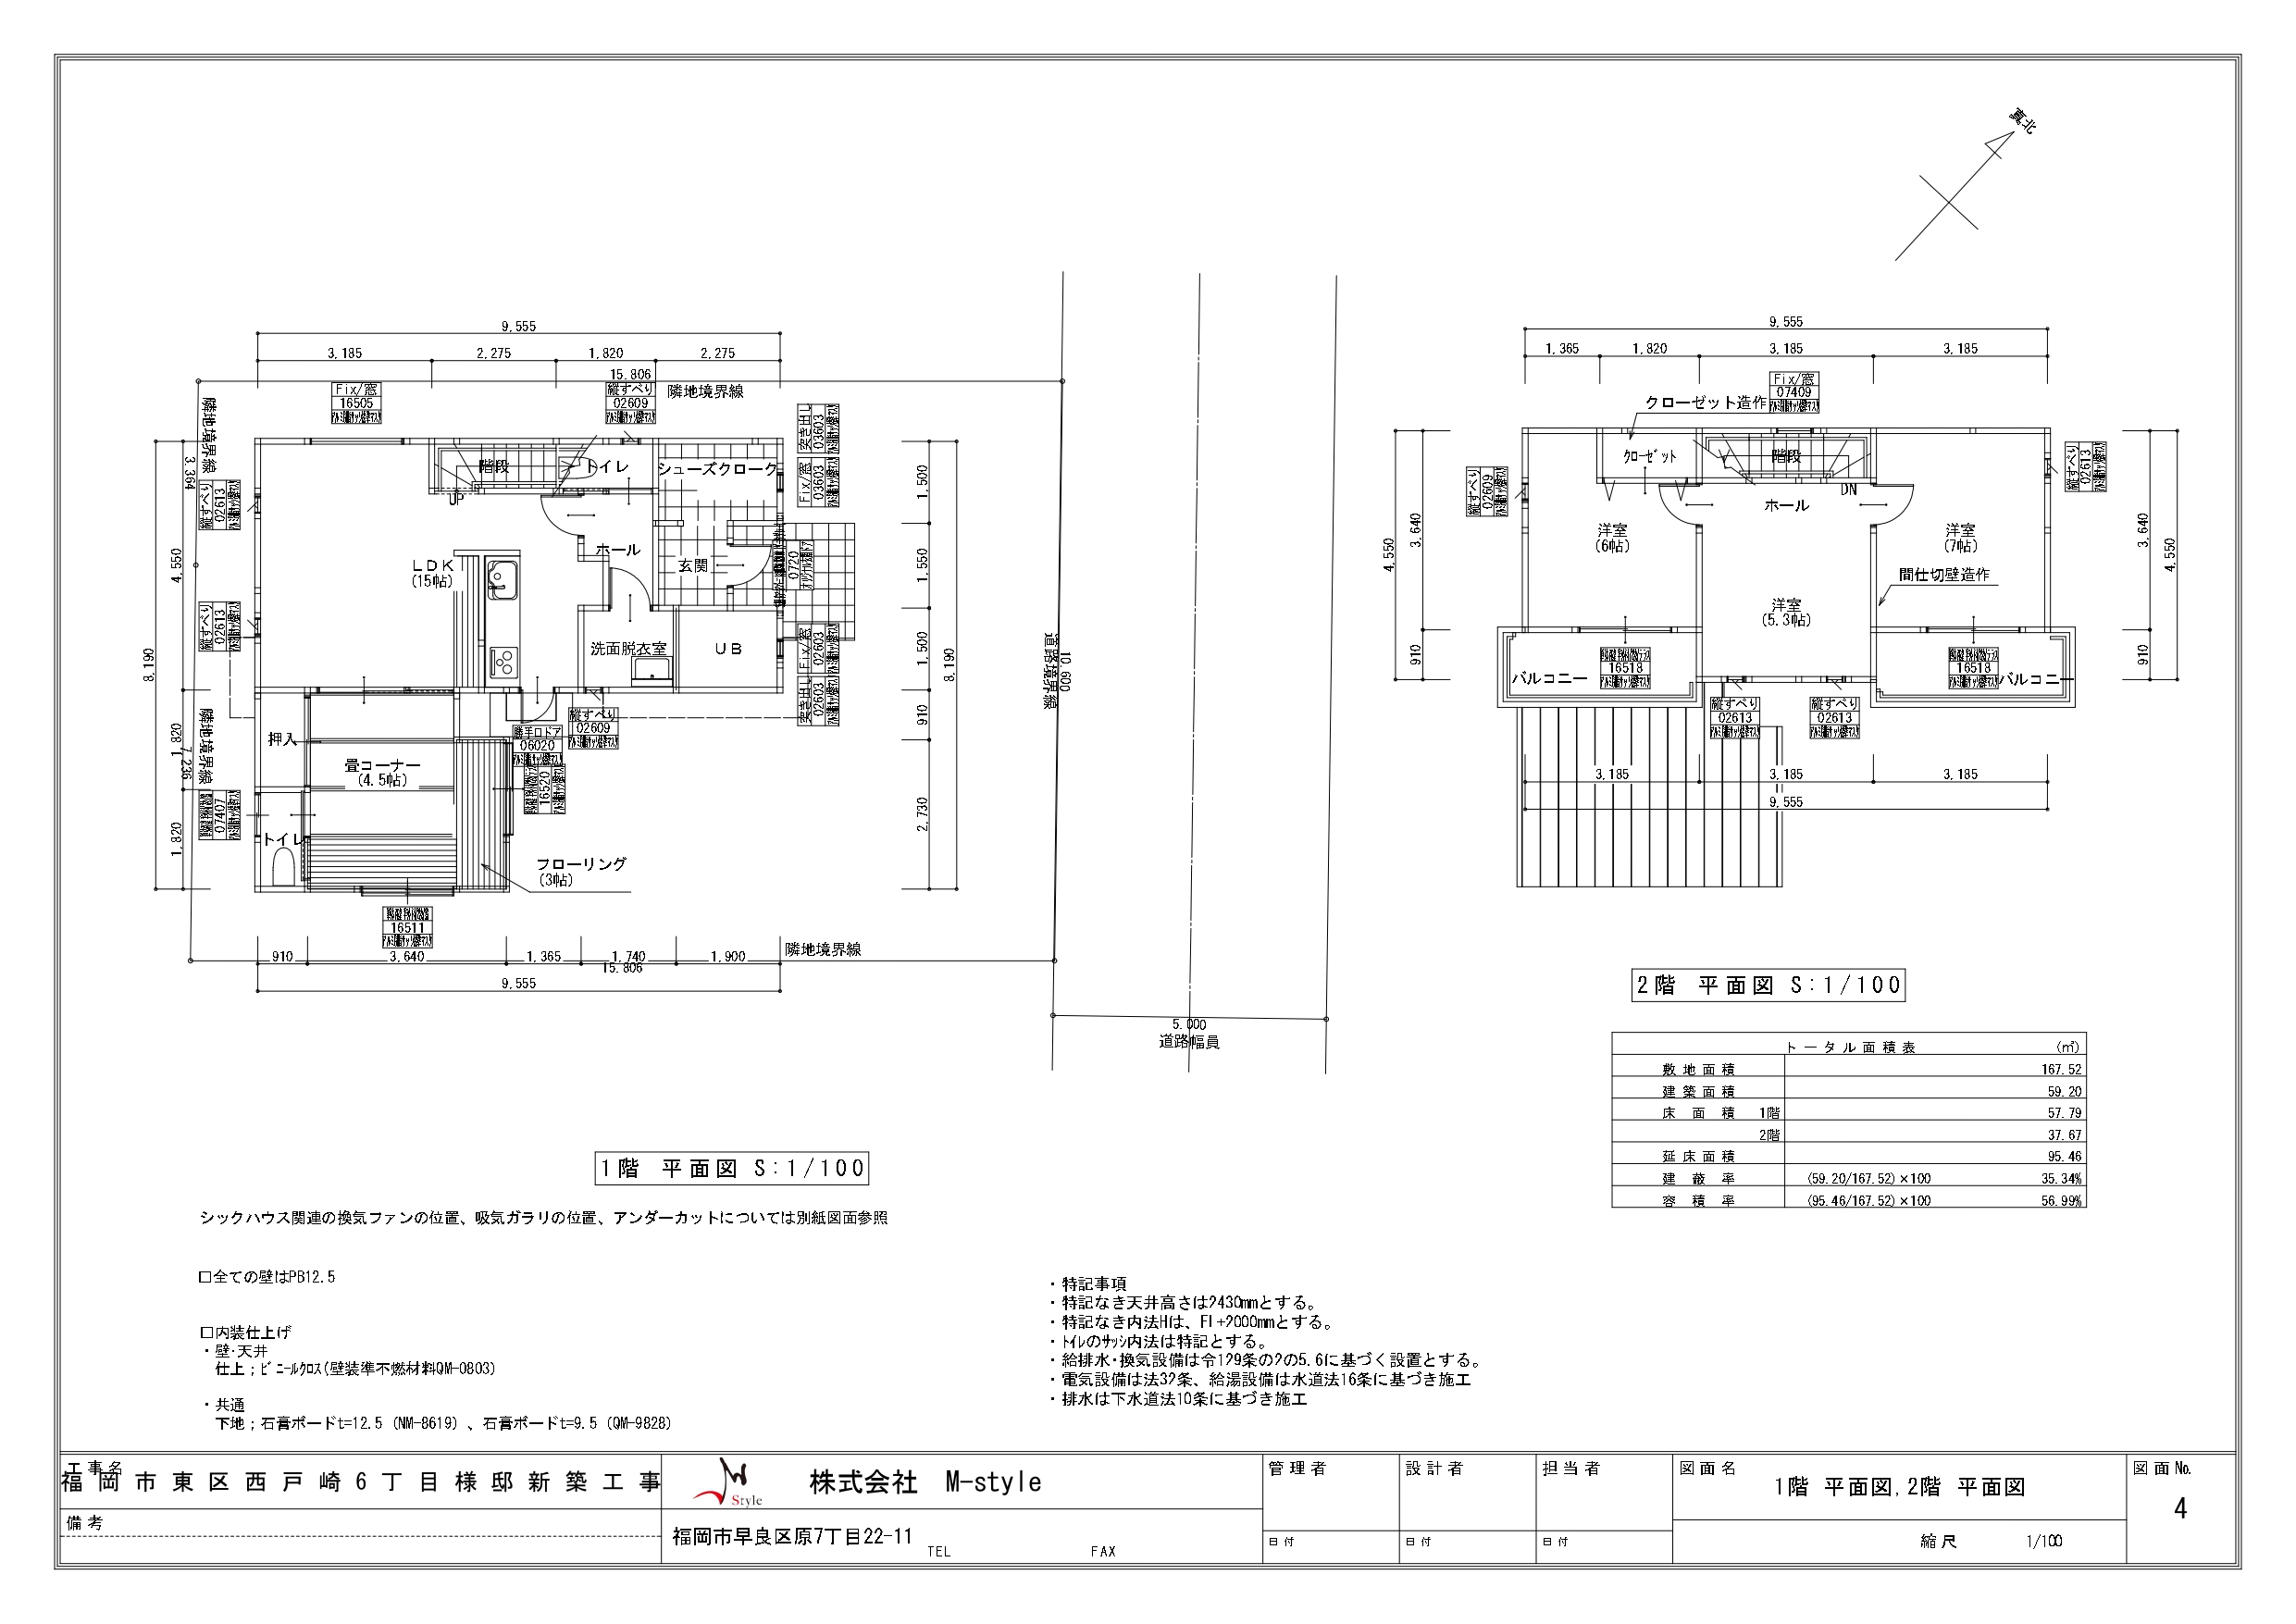 真北
9,555
3,185
2,275
1,820
2,275
15.806
隣地境界線
Fix/窓
16505
縦すべり
02609
突き出し
03603
Fix/窓
03603
隣地境界線
3.364
縦すべり
02613
階段
トイレ
シューズクローク
UP
1,500
4,550
LDK
(15帖)
ホール
玄関
0720
1,550
縦すべり
02613
8,190
洗面脱衣室
UB
Fix/窓
02603
1,500
8,190
道路境界線
10.600
突き出し
02603
910
縦すべり
02609
勝手口ドア
06020
隣地境界線
1,820
7.236
押入
畳コーナー
(4.5帖)
16520
07407
2,730
1,820
トイレ
フローリング
(3帖)
16511
910
3,640
1,365
1,740
1,900
15.806
隣地境界線
9,555
5.000
道路幅員
1階 平面図 S:1/100
9,555
1,365
1,820
3,185
3,185
Fix/窓
07409
クローゼット造作
クローゼット
階段
縦すべり
02609
縦すべり
02613
DN
ホール
洋室
(6帖)
洋室
(7帖)
3,640
4,550
3,640
4,550
間仕切壁造作
洋室
(5.3帖)
910
910
バルコニー
16518
16518
バルコニー
縦すべり
02613
縦すべり
02613
3,185
3,185
3,185
9,555
2階 平面図 S:1/100
トータル面積表 (㎡)
敷地面積 167.52
建築面積 59.20
床面積 1階 57.79
2階 37.67
延床面積 95.46
建蔽率 (59.20/167.52)×100 35.34%
容積率 (95.46/167.52)×100 56.99%
シックハウス関連の換気ファンの位置、吸気ガラリの位置、アンダーカットについては別紙図面参照
□全ての壁はPB12.5
□内装仕上げ
・壁・天井
仕上；ビニールクロス(壁装準不燃材料QM-0803)
・共通
下地；石膏ボードt=12.5 (NM-8619) 、石膏ボードt=9.5 (QM-9828)
・特記事項
・特記なき天井高さは2430mmとする。
・特記なき内法Hは、FL+2000mmとする。
・トイレのサッシ内法は特記とする。
・給排水・換気設備は令129条の2の5.6に基づく設置とする。
・電気設備は法32条、給湯設備は水道法16条に基づき施工
・排水は下水道法10条に基づき施工
工事名
福岡市東区西戸崎6丁目様邸新築工事
備考
Style
株式会社 M-style
福岡市早良区原7丁目22-11
TEL FAX
管理者
日付
設計者
日付
担当者
日付
図面名
1階 平面図,2階 平面図
縮尺 1/100
図面No.
4